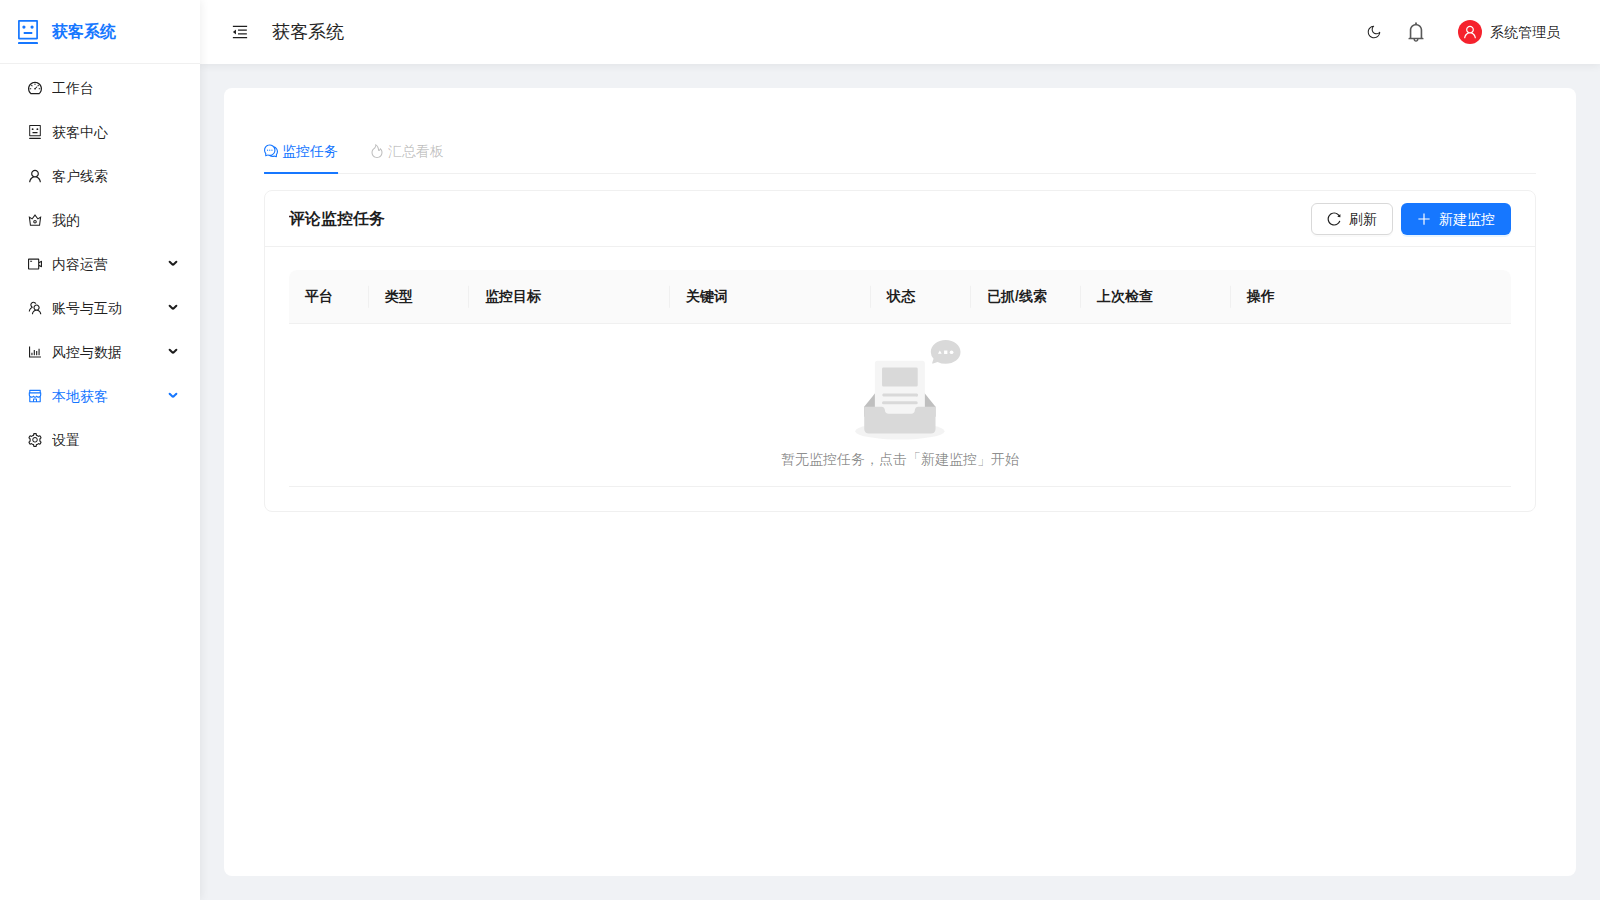 获客系统
工作台
获客中心
客户线索
我的
内容运营
账号与互动
风控与数据
本地获客
设置
获客系统
系统管理员
监控任务
汇总看板
评论监控任务
刷新
新建监控
平台 类型 监控目标 关键词 状态 已抓/线索 上次检查 操作
暂无监控任务，点击「新建监控」开始